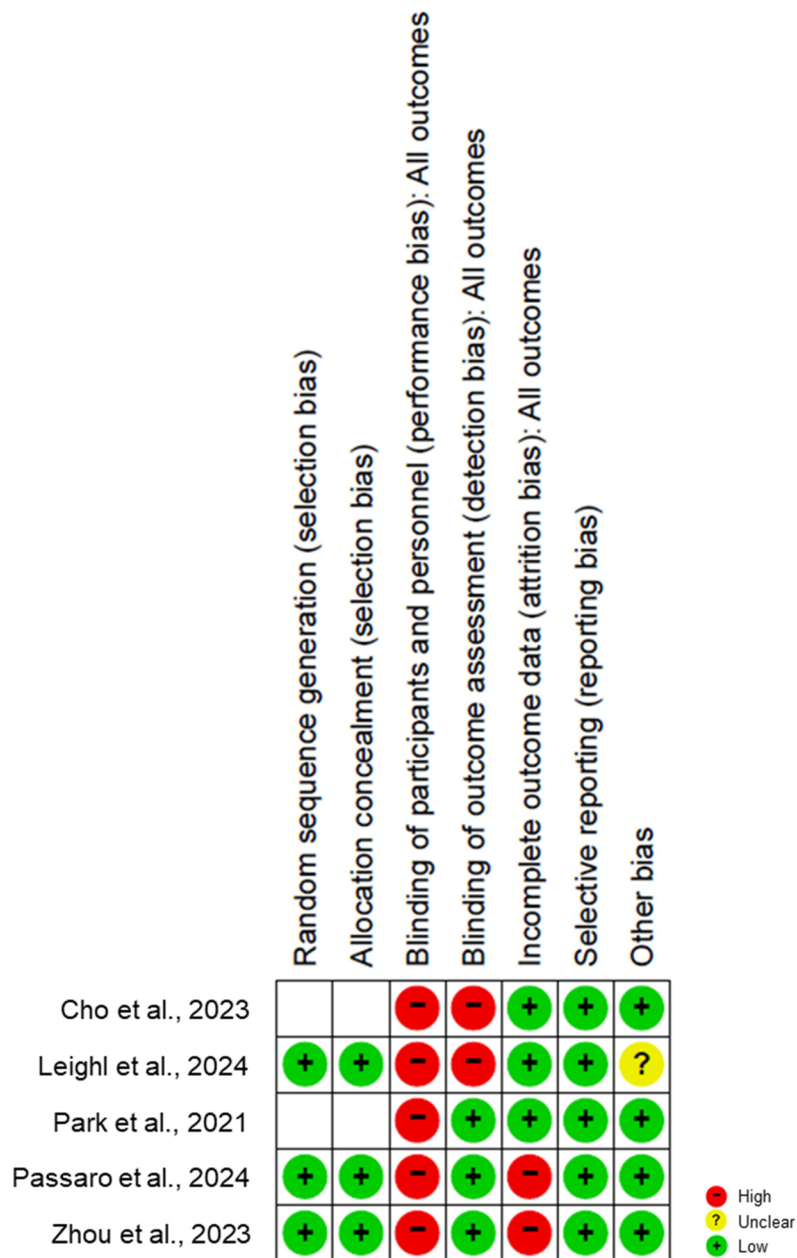 Random sequence generation (selection bias)
Allocation concealment (selection bias)
Blinding of participants and personnel (performance bias): All outcomes
Blinding of outcome assessment (detection bias): All outcomes
Incomplete outcome data (attrition bias): All outcomes
Selective reporting (reporting bias)
Other bias
Cho et al., 2023 - - + + +
Leighl et al., 2024 + + - - + + ?
Park et al., 2021 - + + + +
Passaro et al., 2024 + + - + - + +
Zhou et al., 2023 + + - + - + +
- High
? Unclear
+ Low